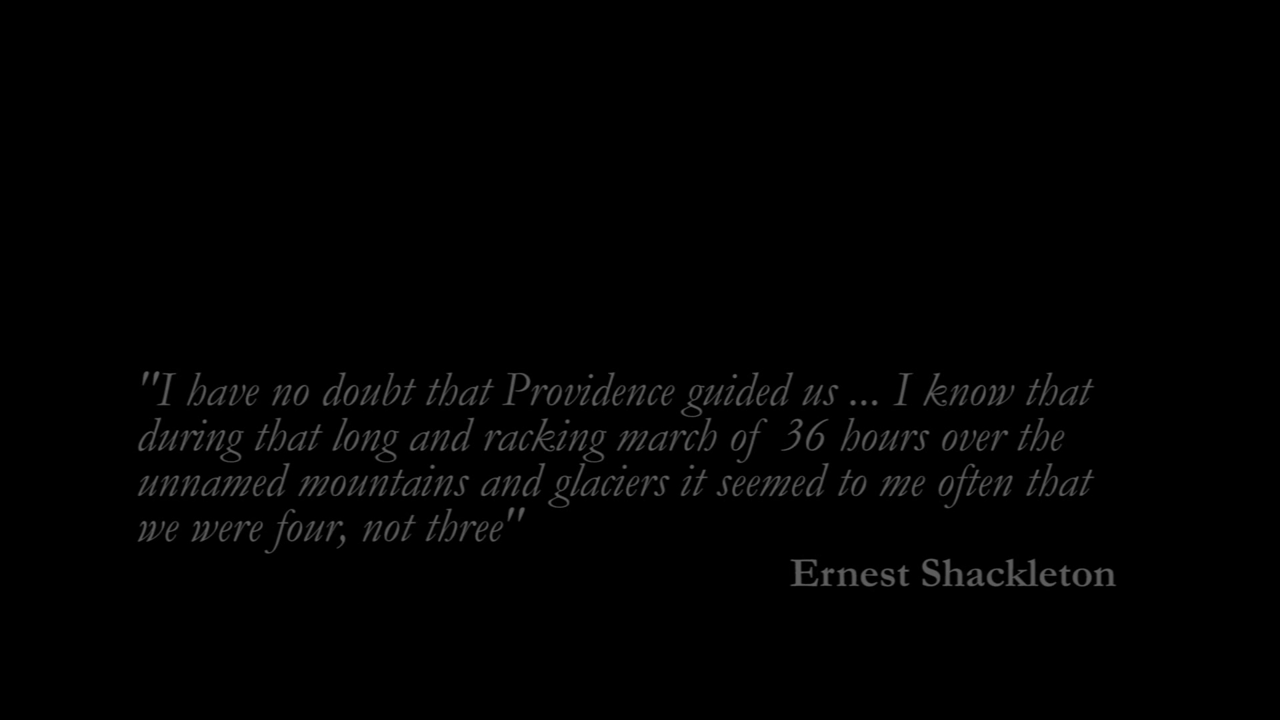 "I have no doubt that Providence guided us ... I know that
during that long and racking march of 36 hours over the
unnamed mountains and glaciers it seemed to me often that
we were four, not three"
Ernest Shackleton